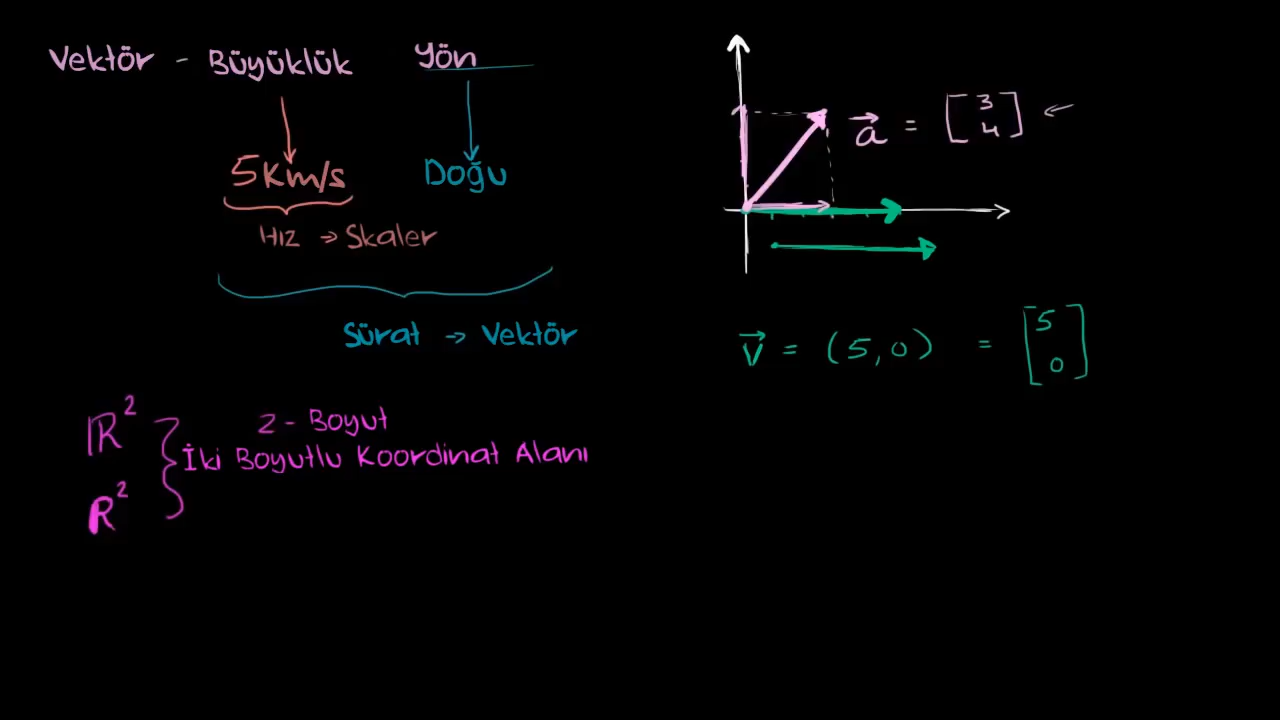 Vektör - Büyüklük Yön
5Km/s Doğu
Hız → Skaler
Sürat → Vektör
ℝ² 2 - Boyut
İki Boyutlu Koordinat Alanı
R²
a⃗ = [3 4] ←
v⃗ = (5,0) = [5 0]